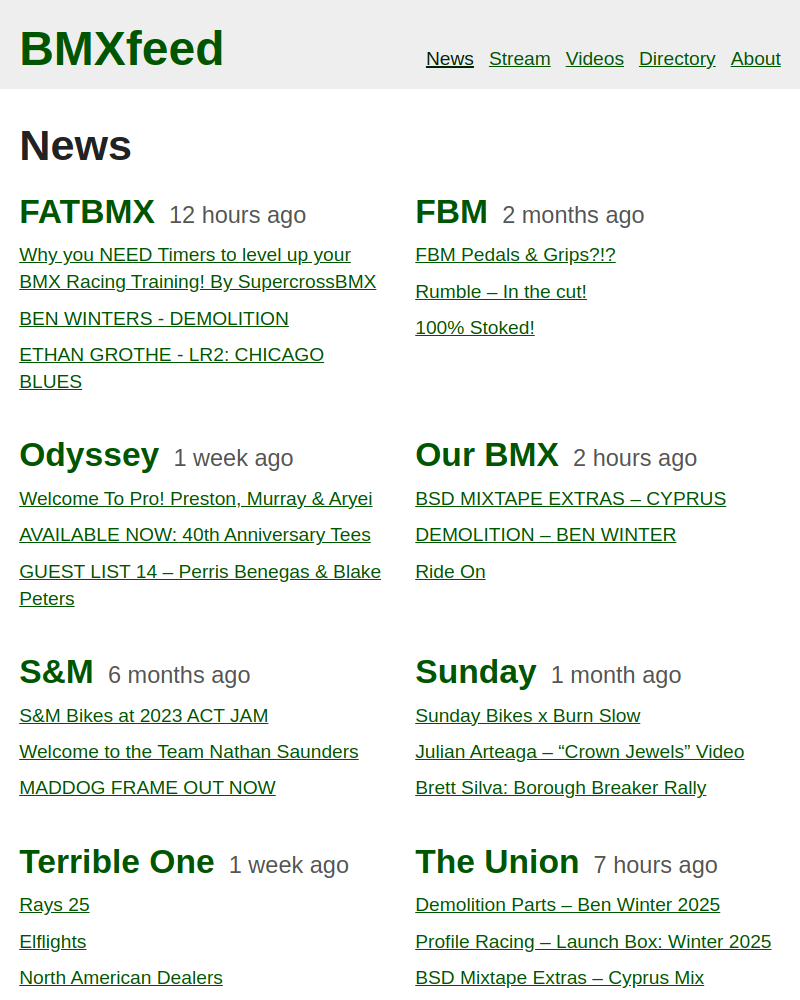 BMXfeed
News Stream Videos Directory About
News
FATBMX 12 hours ago
Why you NEED Timers to level up your
BMX Racing Training! By SupercrossBMX
BEN WINTERS - DEMOLITION
ETHAN GROTHE - LR2: CHICAGO
BLUES
FBM 2 months ago
FBM Pedals & Grips?!?
Rumble – In the cut!
100% Stoked!
Odyssey 1 week ago
Welcome To Pro! Preston, Murray & Aryei
AVAILABLE NOW: 40th Anniversary Tees
GUEST LIST 14 – Perris Benegas & Blake
Peters
Our BMX 2 hours ago
BSD MIXTAPE EXTRAS – CYPRUS
DEMOLITION – BEN WINTER
Ride On
S&M 6 months ago
S&M Bikes at 2023 ACT JAM
Welcome to the Team Nathan Saunders
MADDOG FRAME OUT NOW
Sunday 1 month ago
Sunday Bikes x Burn Slow
Julian Arteaga – “Crown Jewels” Video
Brett Silva: Borough Breaker Rally
Terrible One 1 week ago
Rays 25
Elflights
North American Dealers
The Union 7 hours ago
Demolition Parts – Ben Winter 2025
Profile Racing – Launch Box: Winter 2025
BSD Mixtape Extras – Cyprus Mix